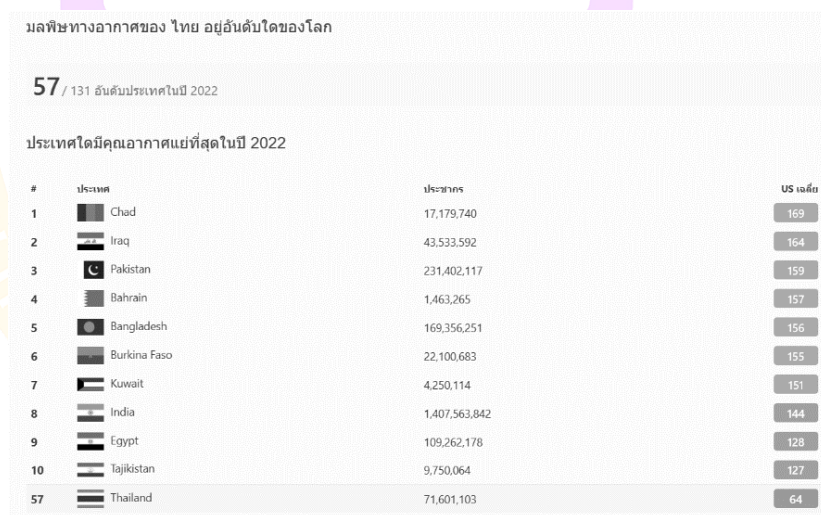 มลพิษทางอากาศของ ไทย อยู่อันดับใดของโลก
57 / 131 อันดับประเทศในปี 2022
ประเทศใดมีคุณอากาศแย่ที่สุดในปี 2022
# ประเทศ ประชากร US เฉลี่ย
1 Chad 17,179,740 169
2 Iraq 43,533,592 164
3 Pakistan 231,402,117 159
4 Bahrain 1,463,265 157
5 Bangladesh 169,356,251 156
6 Burkina Faso 22,100,683 155
7 Kuwait 4,250,114 151
8 India 1,407,563,842 144
9 Egypt 109,262,178 128
10 Tajikistan 9,750,064 127
57 Thailand 71,601,103 64